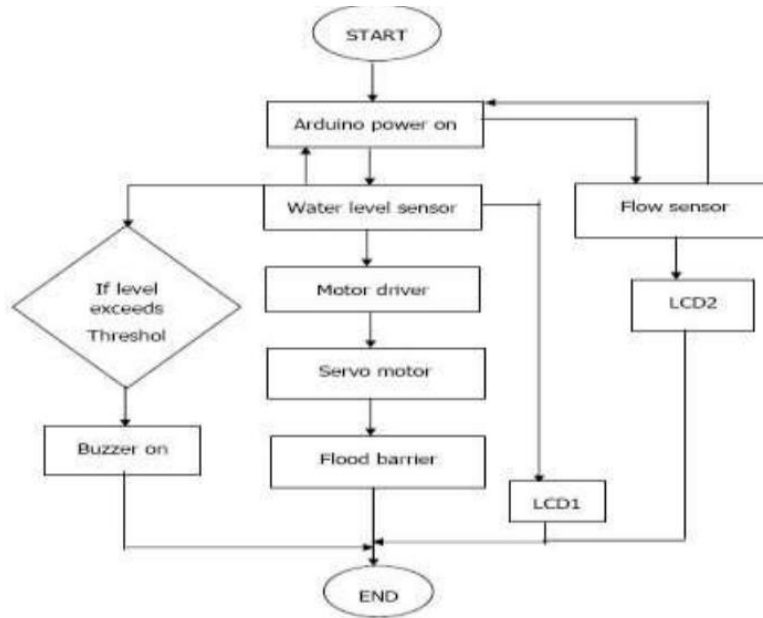 START
Arduino power on
Water level sensor
Flow sensor
If level
exceeds
Threshol
Motor driver
LCD2
Servo motor
Buzzer on
Flood barrier
LCD1
END